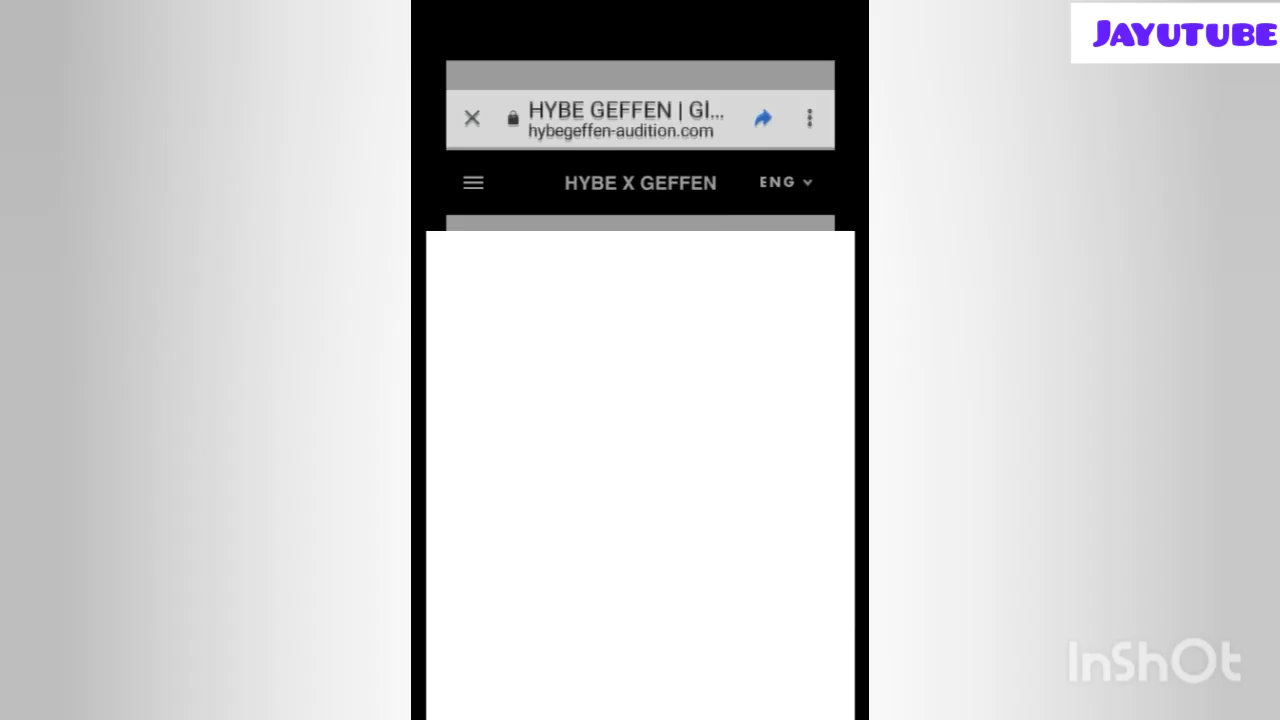 JAYUTUBE
HYBE GEFFEN | Gl...
hybegeffen-audition.com
HYBE X GEFFEN
ENG
InShOt